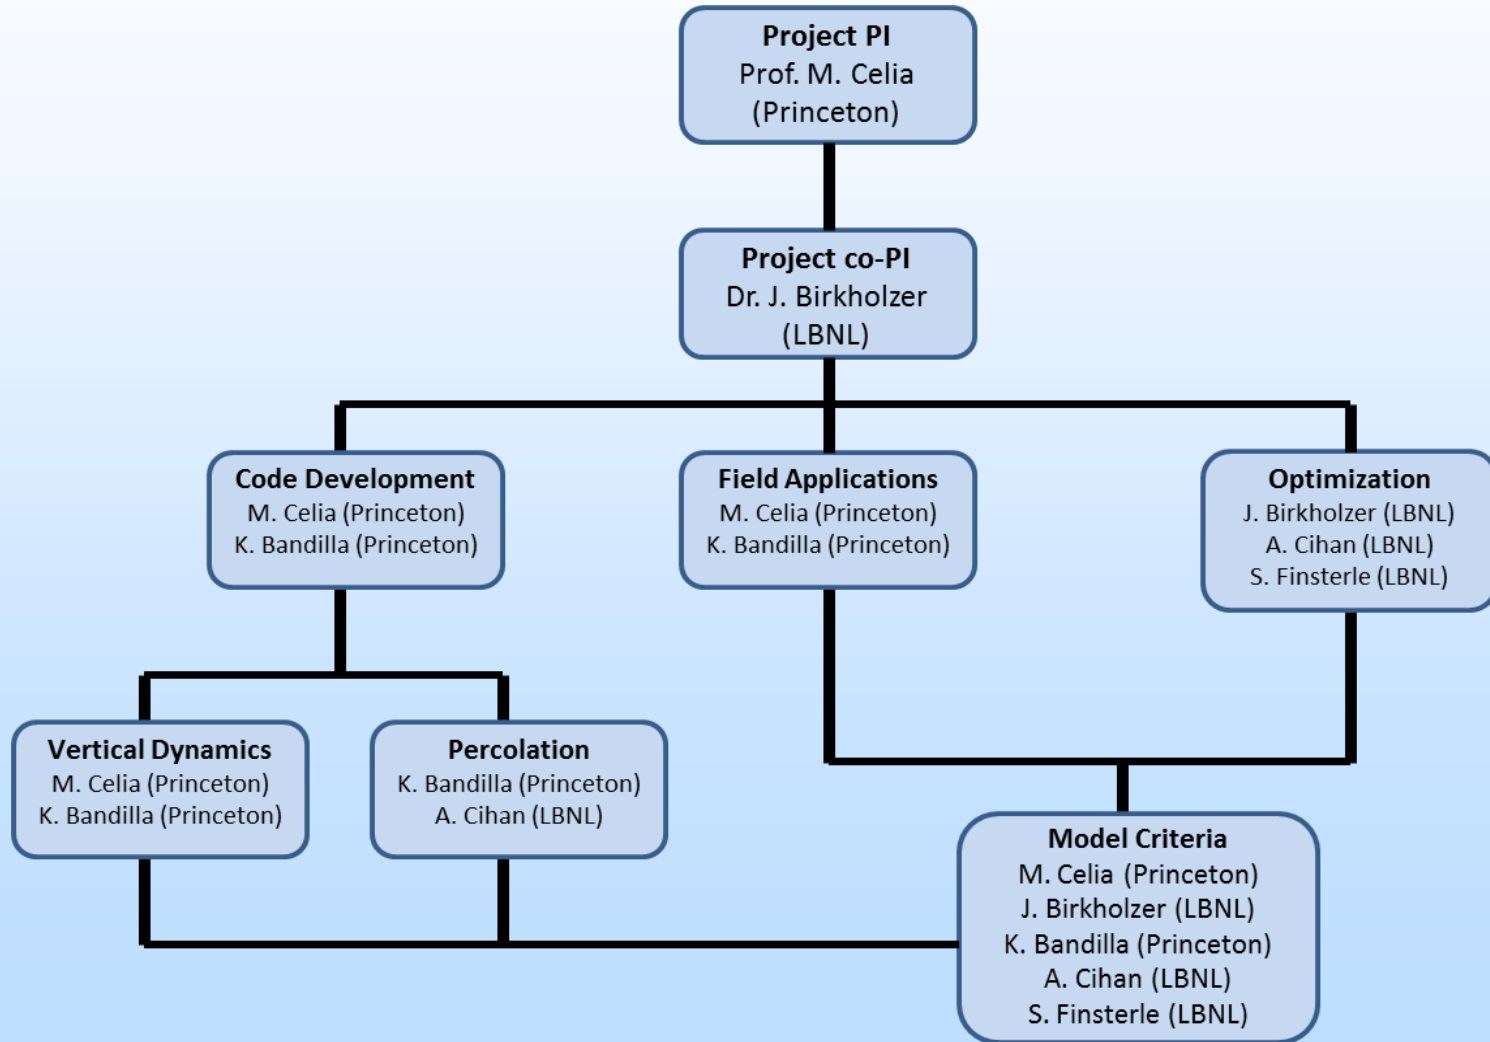 Project PI
Prof. M. Celia
(Princeton)
Project co-PI
Dr. J. Birkholzer
(LBNL)
Code Development
M. Celia (Princeton)
K. Bandilla (Princeton)
Field Applications
M. Celia (Princeton)
K. Bandilla (Princeton)
Optimization
J. Birkholzer (LBNL)
A. Cihan (LBNL)
S. Finsterle (LBNL)
Vertical Dynamics
M. Celia (Princeton)
K. Bandilla (Princeton)
Percolation
K. Bandilla (Princeton)
A. Cihan (LBNL)
Model Criteria
M. Celia (Princeton)
J. Birkholzer (LBNL)
K. Bandilla (Princeton)
A. Cihan (LBNL)
S. Finsterle (LBNL)